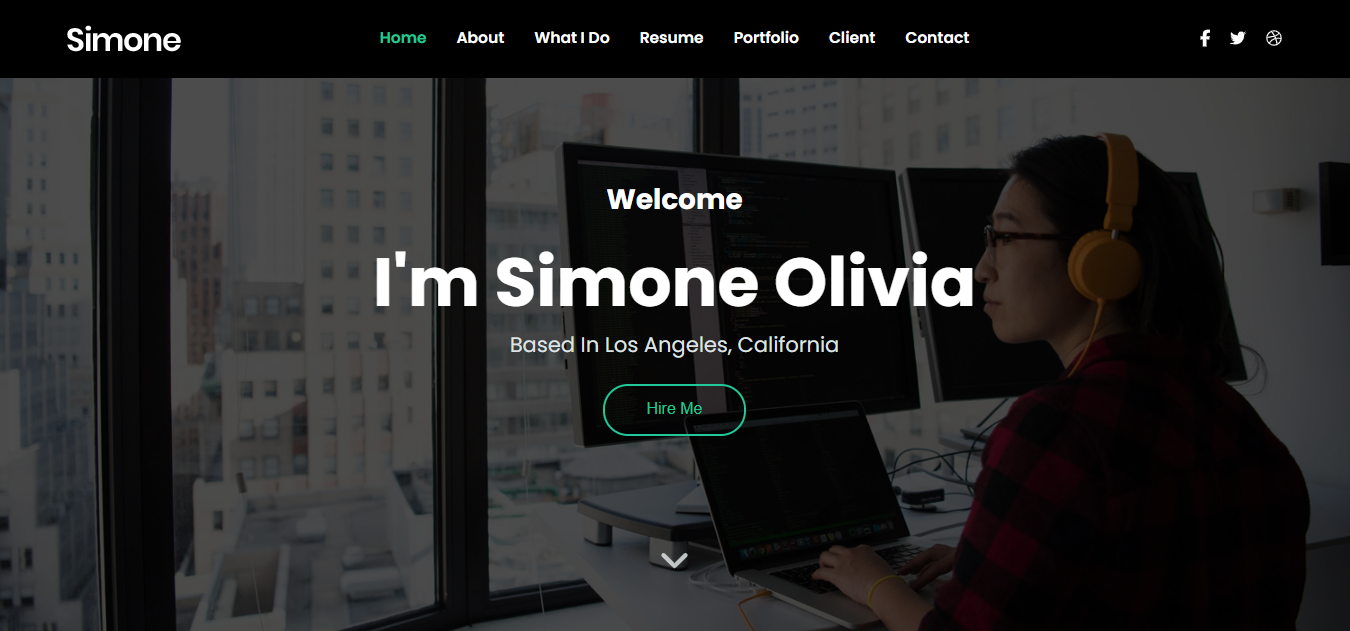 Simone
Home About What I Do Resume Portfolio Client Contact
Welcome
I'm Simone Olivia
Based In Los Angeles, California
Hire Me